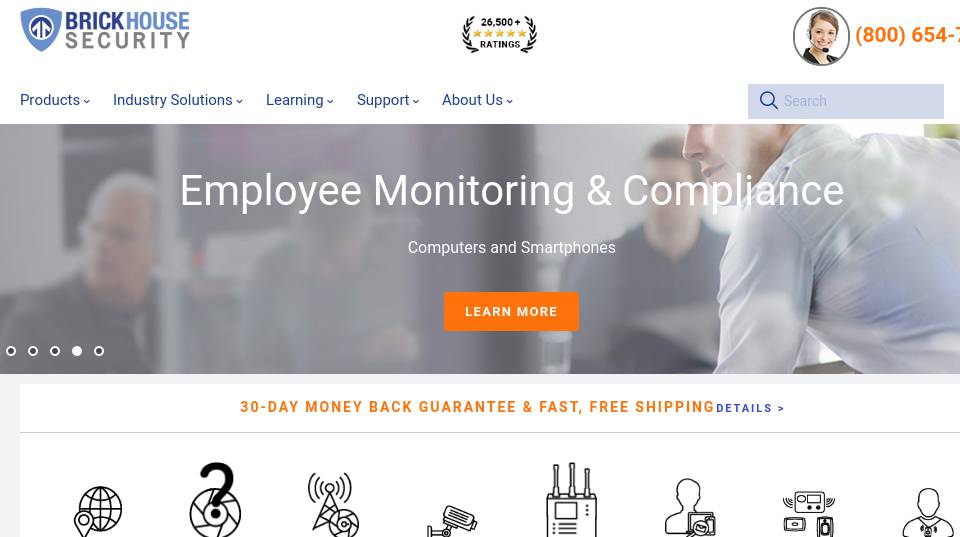 BRICKHOUSE
SECURITY
26,500+
RATINGS
(800) 654-7
Products
Industry Solutions
Learning
Support
About Us
Search
Employee Monitoring & Compliance
Computers and Smartphones
LEARN MORE
30-DAY MONEY BACK GUARANTEE & FAST, FREE SHIPPING DETAILS >
?